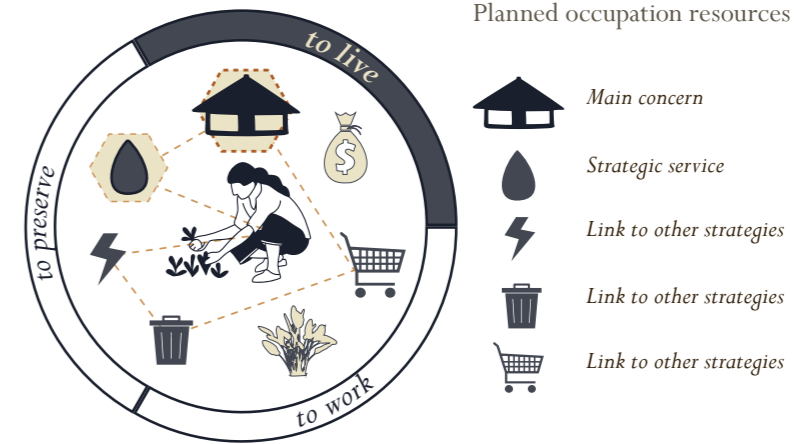 Planned occupation resources
to live
to preserve
to work
$
Main concern
Strategic service
Link to other strategies
Link to other strategies
Link to other strategies